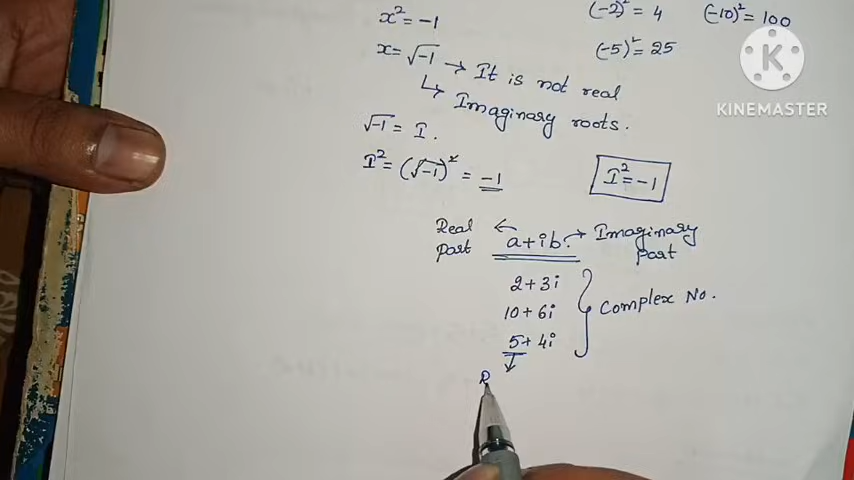 x² = -1
(-2)² = 4
(-10)² = 100
x = √-1 → It is not real
(-5)² = 25
↳ Imaginary roots.
√-1 = I.
I² = (√-1)² = -1
I² = -1
Real part ← a+ib. → Imaginary part
2+3i
10+6i
5+4i
Complex No.
R
K
KINEMASTER